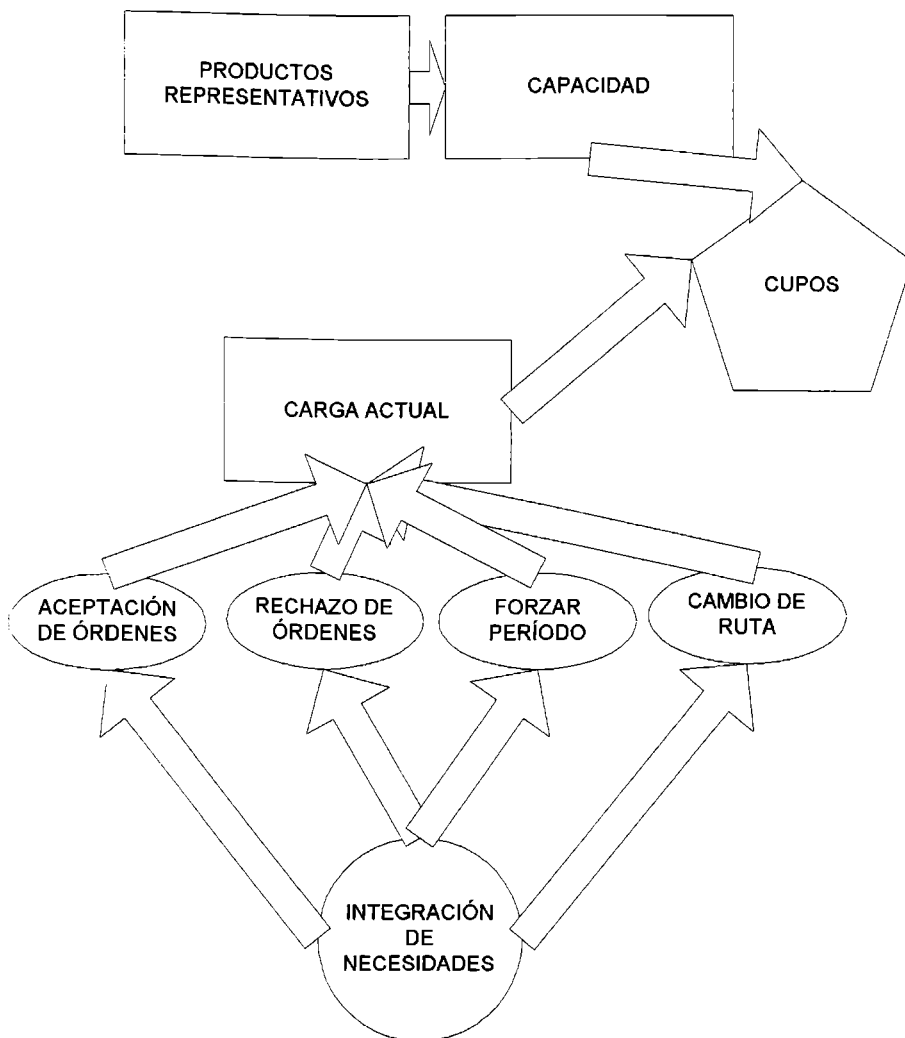 PRODUCTOS
REPRESENTATIVOS
CAPACIDAD
CUPOS
CARGA ACTUAL
ACEPTACIÓN
DE ÓRDENES
RECHAZO DE
ÓRDENES
FORZAR
PERÍODO
CAMBIO DE
RUTA
INTEGRACIÓN
DE
NECESIDADES